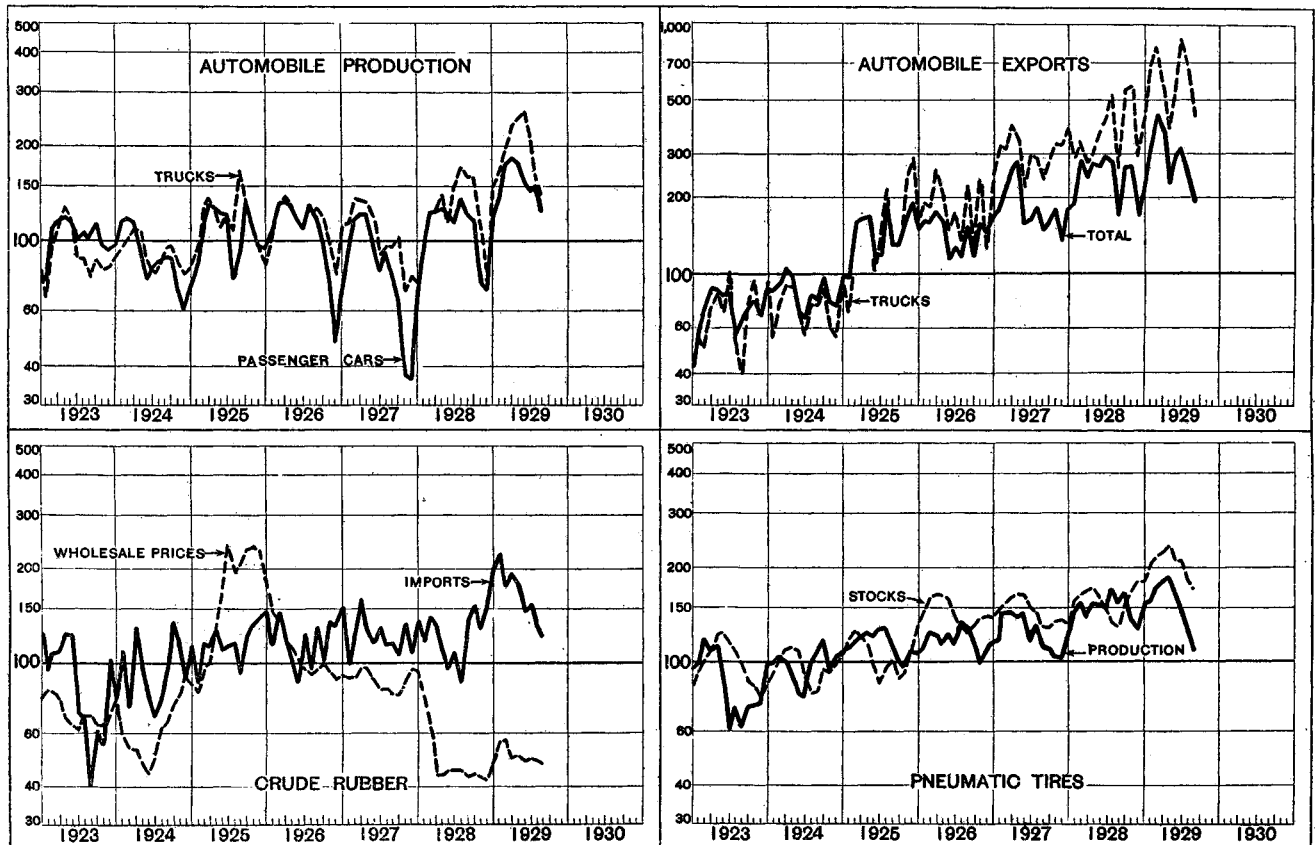 500
400
300
200
150
100
60
40
30
AUTOMOBILE PRODUCTION
TRUCKS
PASSENGER CARS
1923 1924 1925 1926 1927 1928 1929 1930
1,000
700
500
300
200
100
60
40
30
AUTOMOBILE EXPORTS
TOTAL
TRUCKS
1923 1924 1925 1926 1927 1928 1929 1930
500
400
300
200
150
100
60
40
30
WHOLESALE PRICES
IMPORTS
CRUDE RUBBER
1923 1924 1925 1926 1927 1928 1929 1930
500
400
300
200
150
100
60
40
30
STOCKS
PRODUCTION
PNEUMATIC TIRES
1923 1924 1925 1926 1927 1928 1929 1930